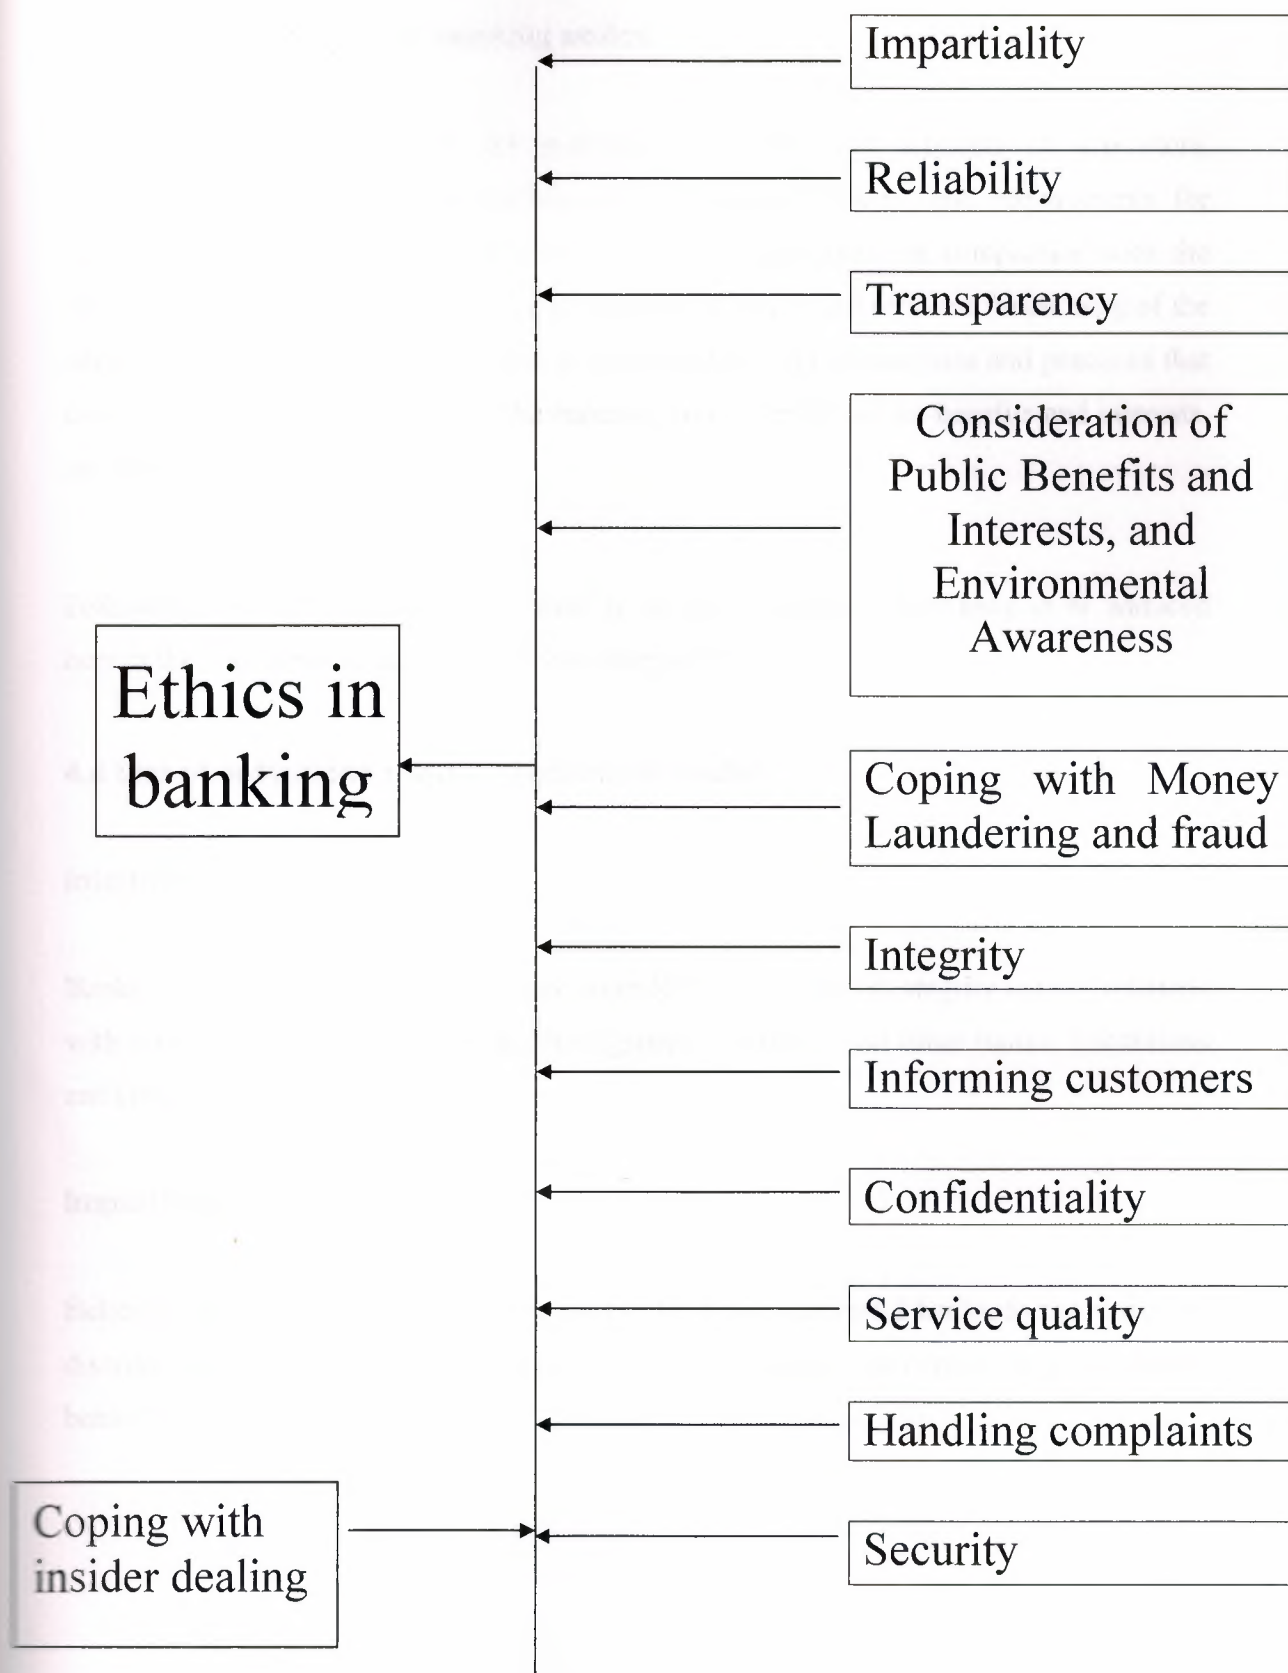 Impartiality
Reliability
Transparency
Consideration of
Public Benefits and
Interests, and
Environmental
Awareness
Ethics in
banking
Coping with Money
Laundering and fraud
Integrity
Informing customers
Confidentiality
Service quality
Handling complaints
Coping with
insider dealing
Security